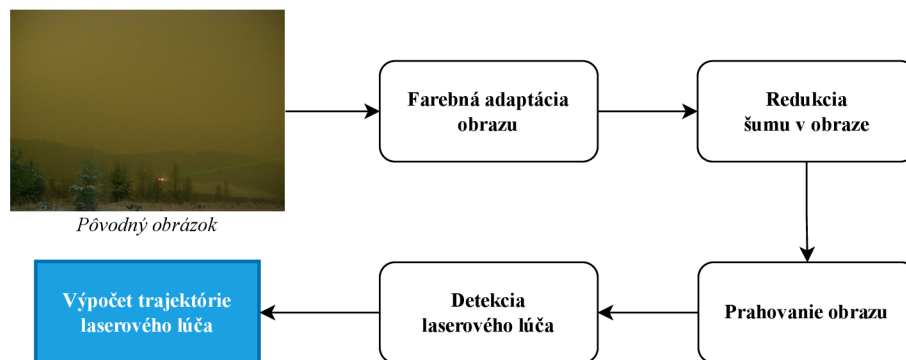 Farebná adaptácia
obrazu
Redukcia
šumu v obraze
Pôvodný obrázok
Výpočet trajektórie
laserového lúča
Detekcia
laserového lúča
Prahovanie obrazu